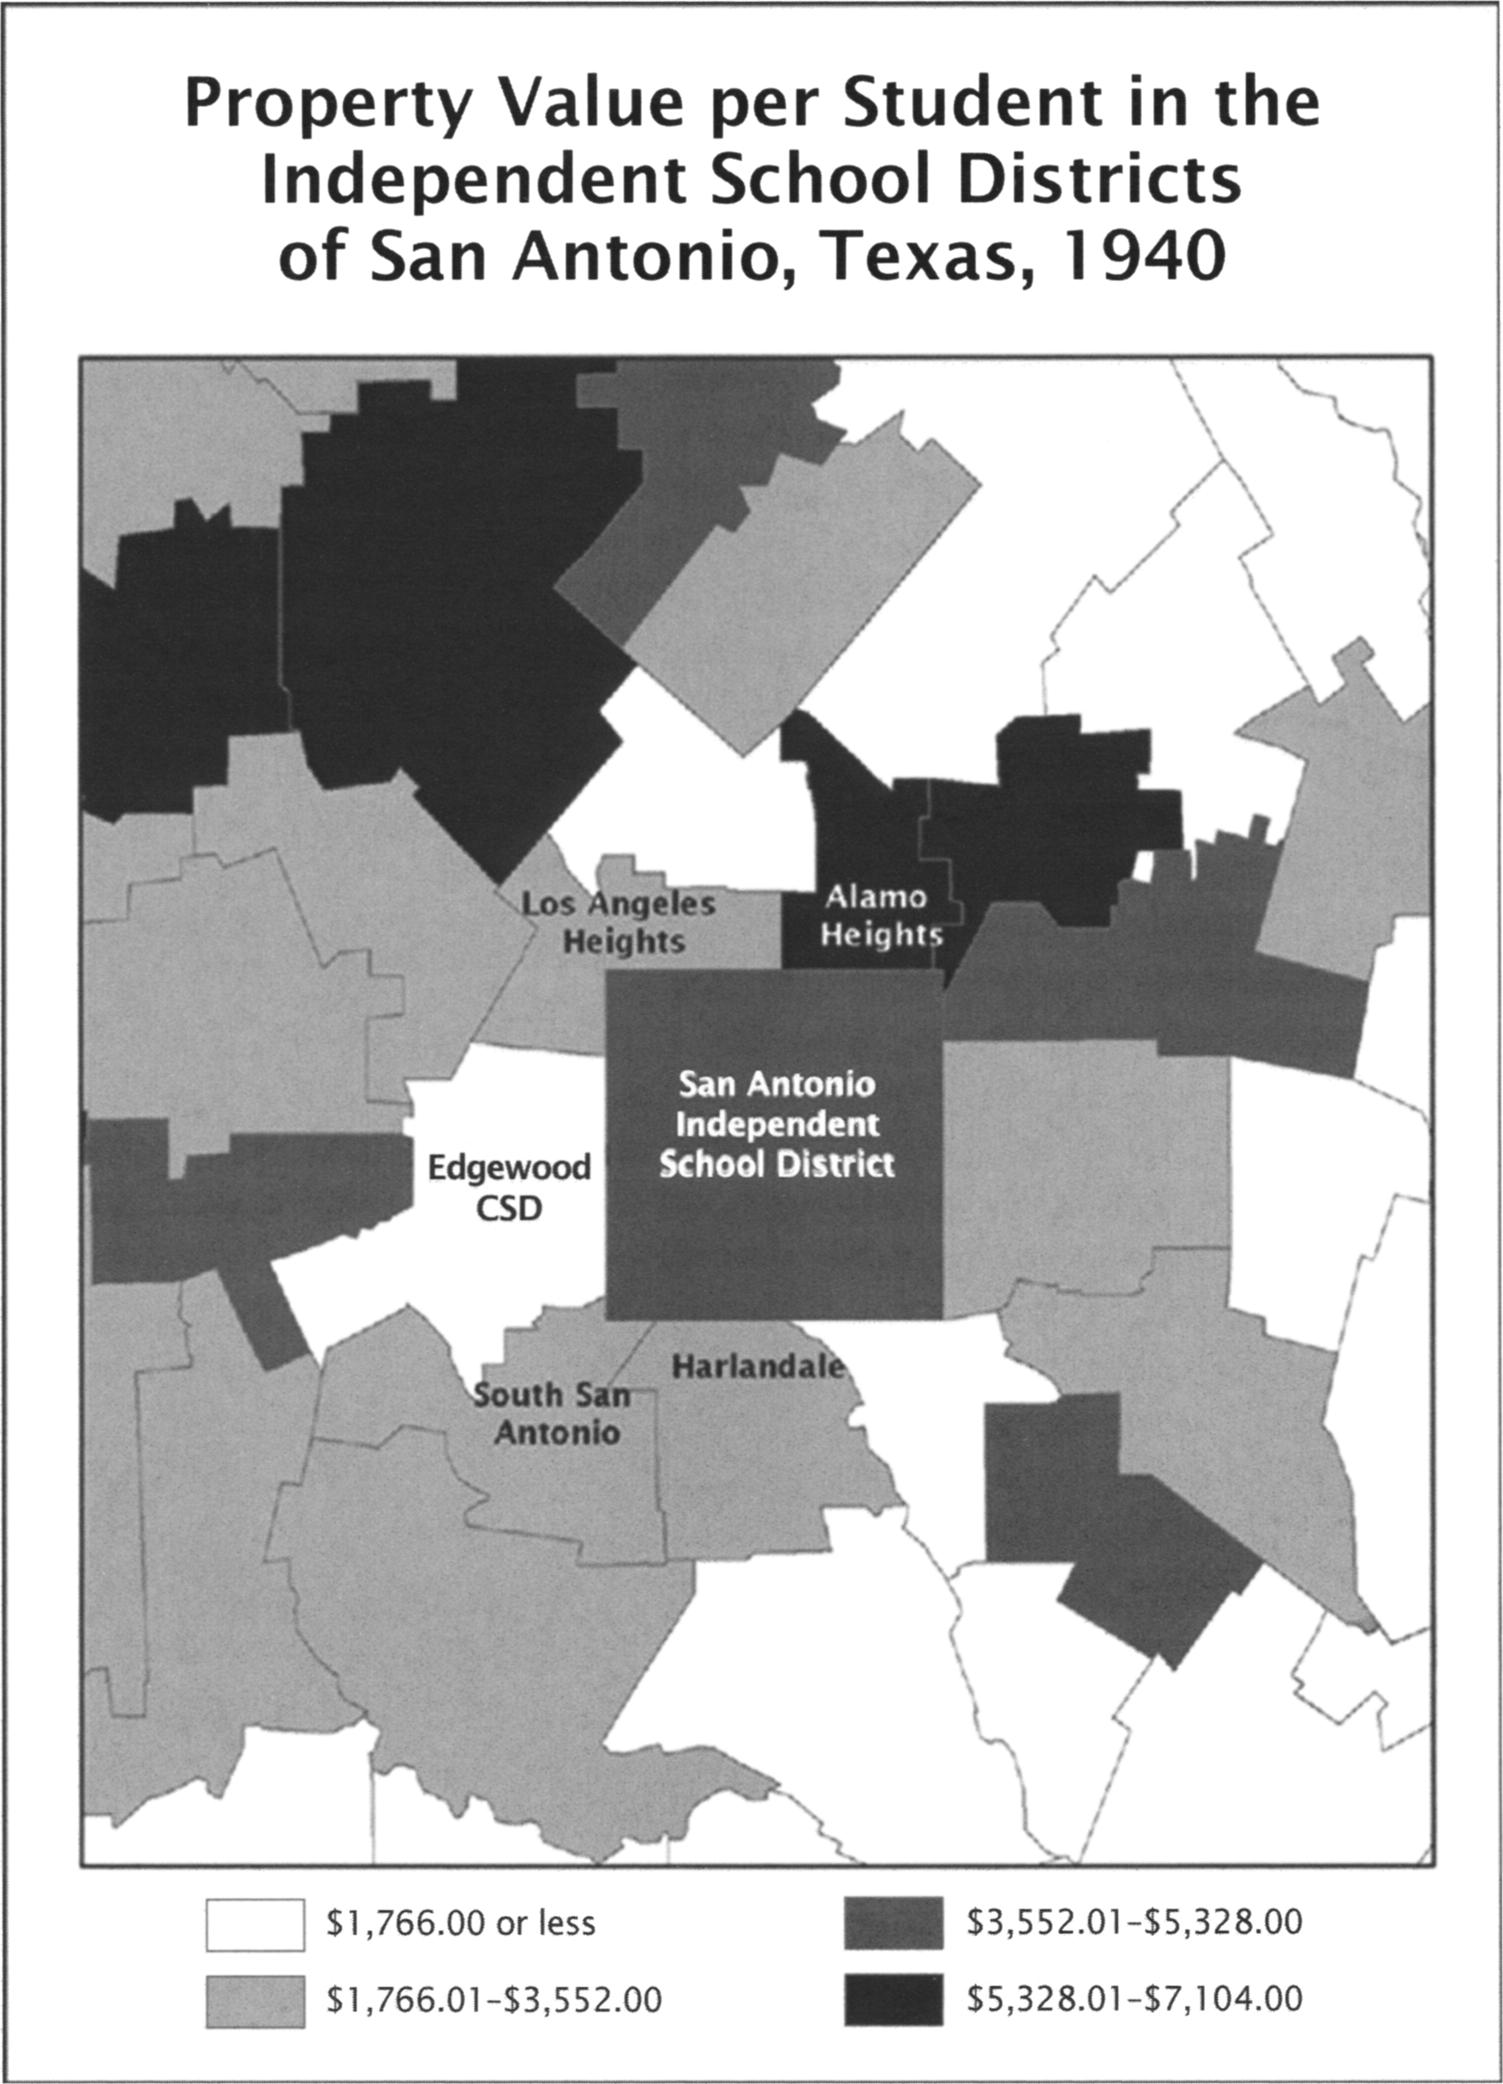 Property Value per Student in the
Independent School Districts
of San Antonio, Texas, 1940
Los Angeles
Heights
Alamo
Heights
San Antonio
Independent
School District
Edgewood
CSD
Harlandale
South San
Antonio
$1,766.00 or less
$3,552.01–$5,328.00
$1,766.01–$3,552.00
$5,328.01–$7,104.00